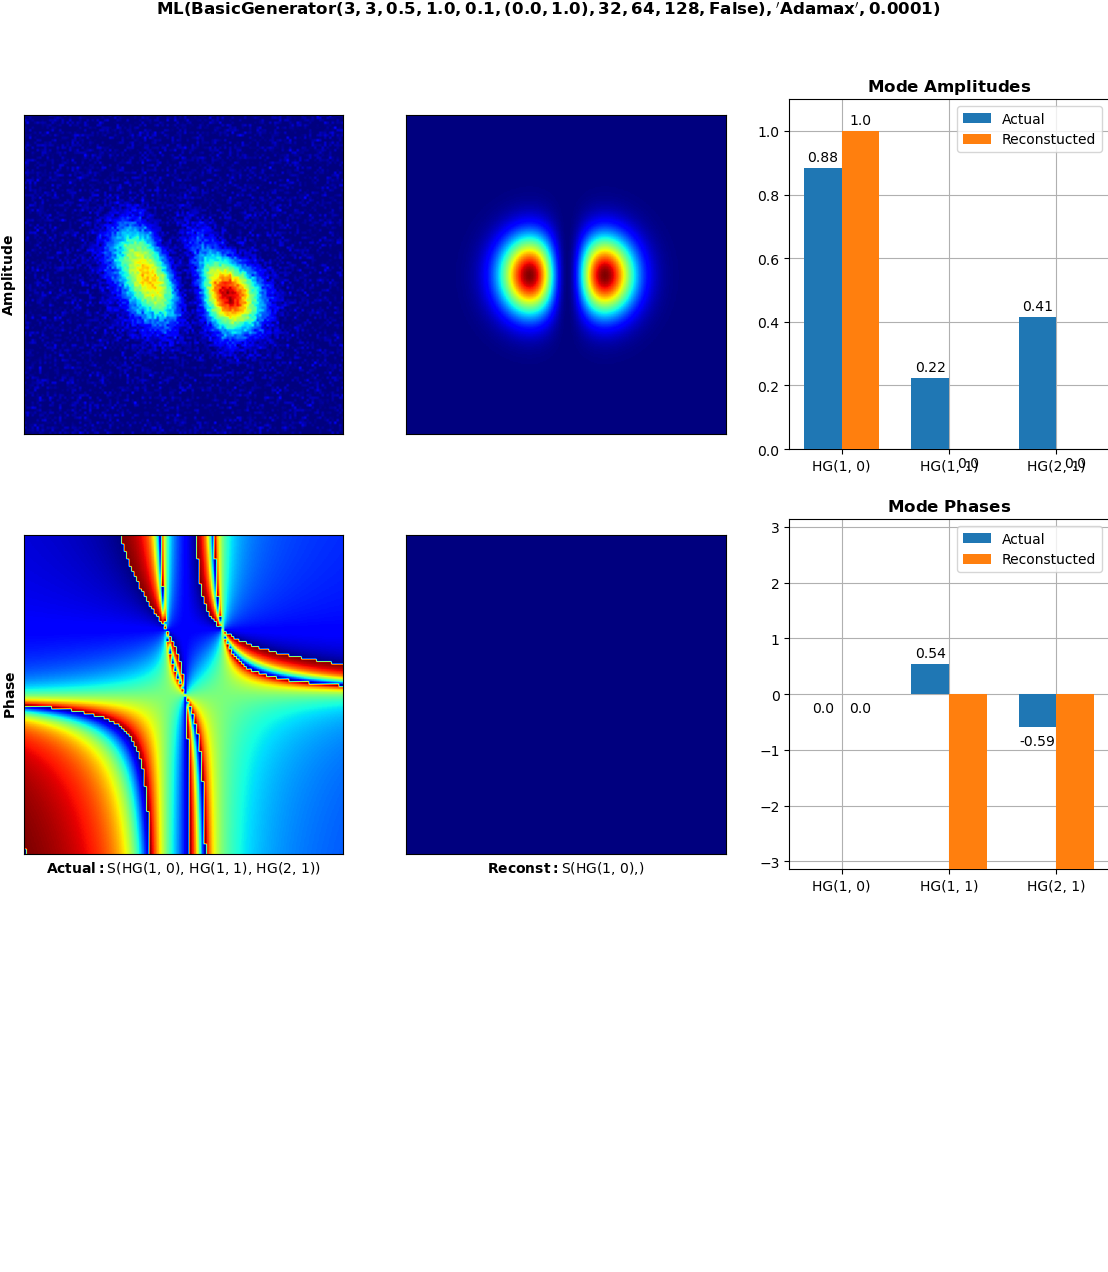 ML(BasicGenerator(3, 3, 0.5, 1.0, 0.1, (0.0, 1.0), 32, 64, 128, False), ′Adamax′, 0.0001)
Amplitude
Mode Amplitudes
Actual
Reconstucted
1.0
0.88
0.22
0.41
0.0
0.0
1.0
0.8
0.6
0.4
0.2
0.0
HG(1, 0)
HG(1, 1)
HG(2, 1)
Phase
Actual: S(HG(1, 0), HG(1, 1), HG(2, 1))
Reconst: S(HG(1, 0),)
Mode Phases
Actual
Reconstucted
0.54
0.0
0.0
-0.59
3
2
1
0
−1
−2
−3
HG(1, 0)
HG(1, 1)
HG(2, 1)